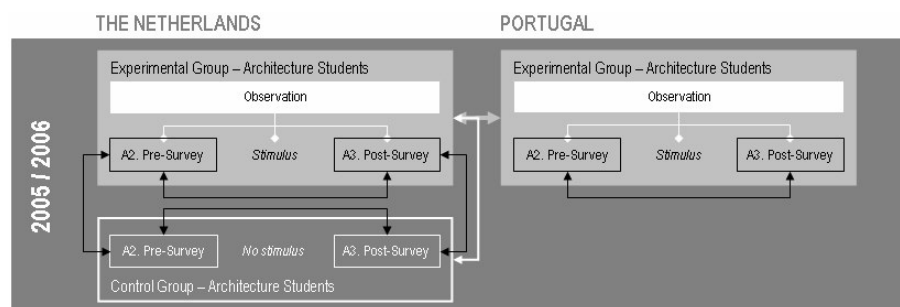 THE NETHERLANDS
PORTUGAL
2005 / 2006
Experimental Group – Architecture Students
Observation
A2. Pre-Survey
Stimulus
A3. Post-Survey
Experimental Group – Architecture Students
Observation
A2. Pre-Survey
Stimulus
A3. Post-Survey
A2. Pre-Survey
No stimulus
A3. Post-Survey
Control Group – Architecture Students